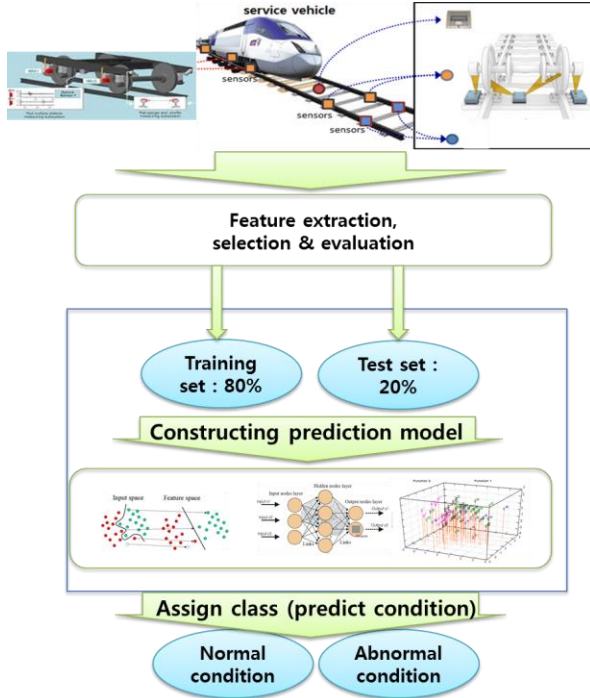 service vehicle
sensors
sensors
sensors
Feature extraction,
selection & evaluation
Training
set : 80%
Test set :
20%
Constructing prediction model
Input space
Feature space
Hidden nodes layer
Input nodes layer
Output nodes layer
Links
Links
Assign class (predict condition)
Normal
condition
Abnormal
condition